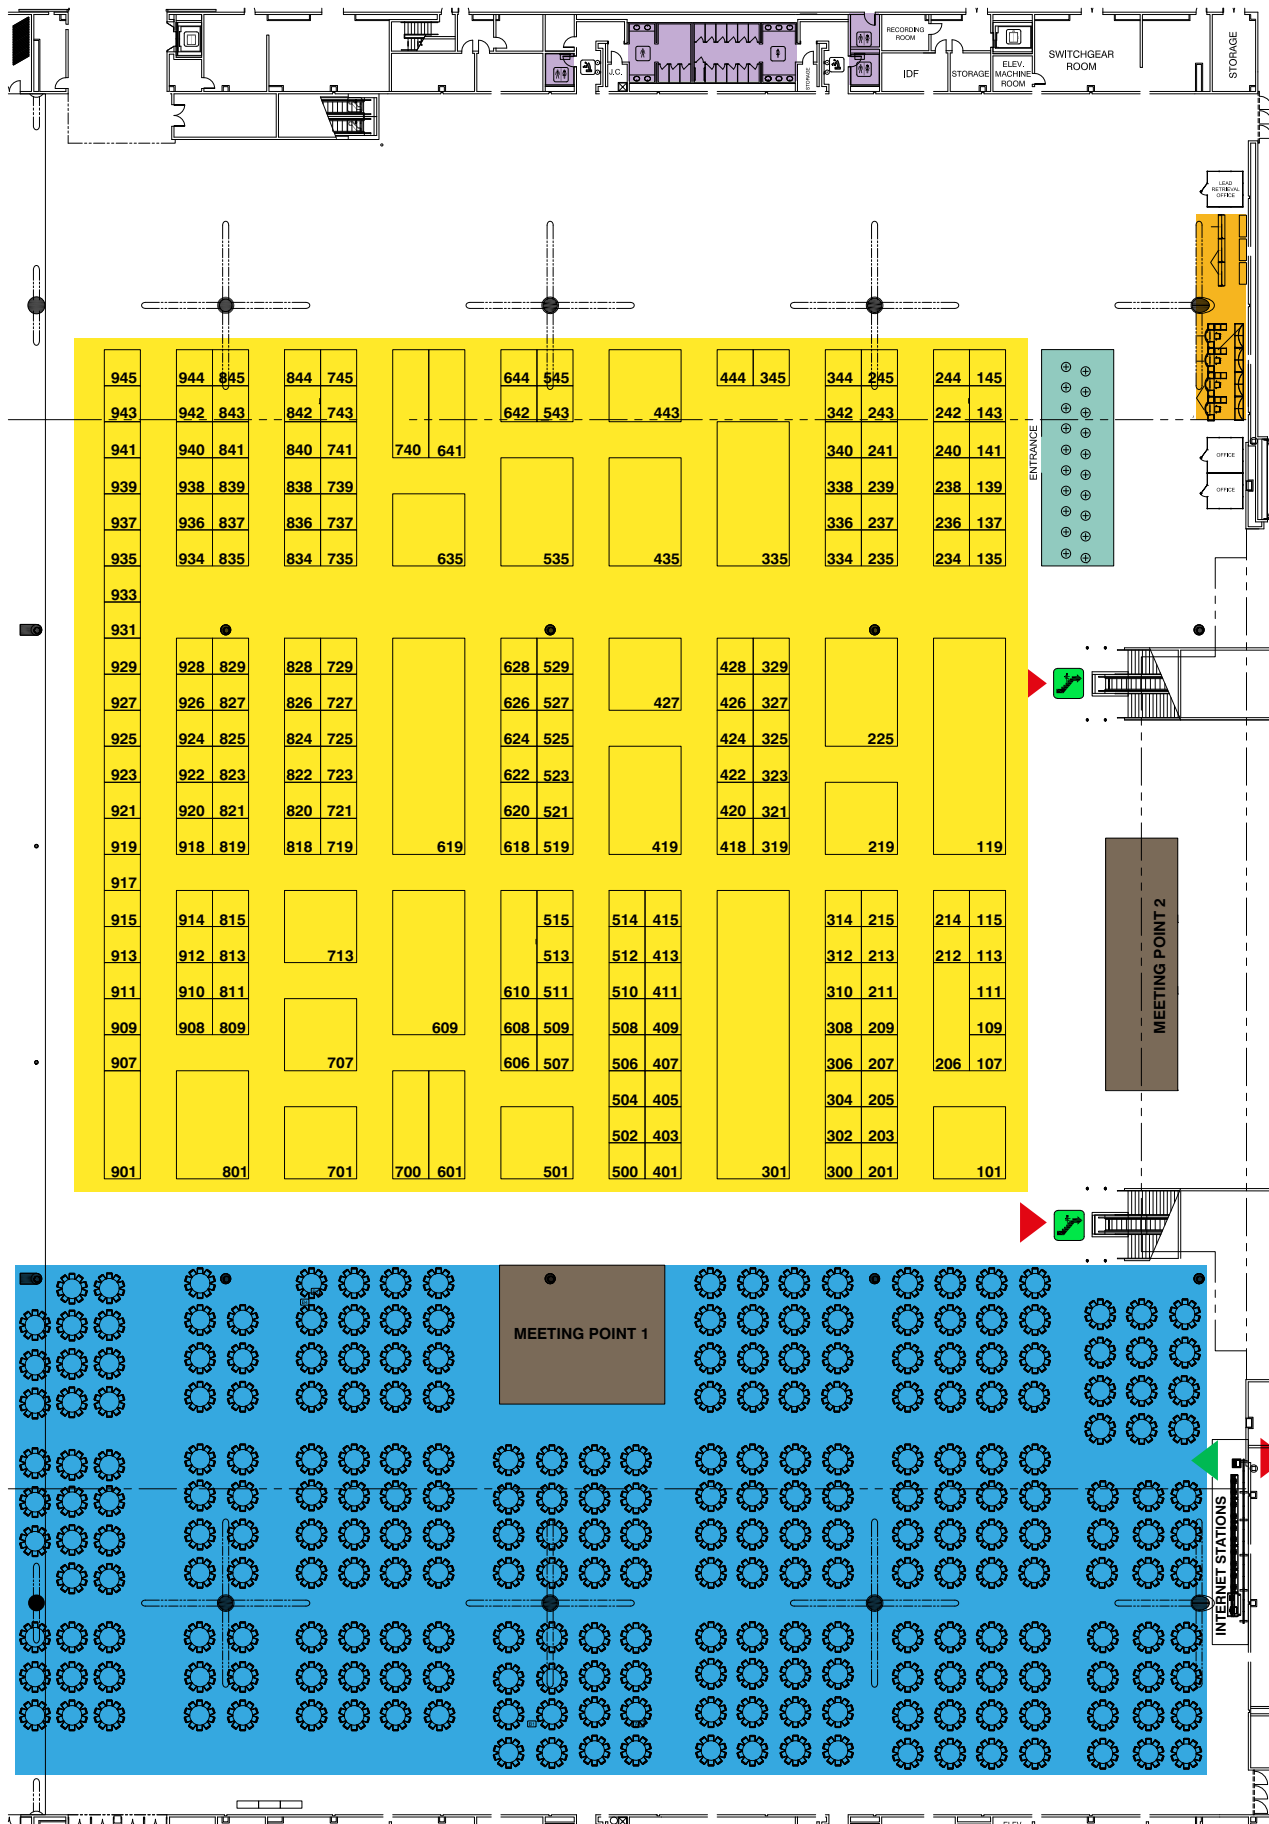 RECORDING
ROOM
J.C.
STORAGE
IDF
STORAGE
ELEV.
MACHINE
ROOM
SWITCHGEAR
ROOM
STORAGE
LEAD
RETRIEVAL
OFFICE
945 944 845 844 745 644 545 444 345 344 245 244 145
943 942 843 842 743 642 543 443 342 243 242 143
941 940 841 840 741 740 641 340 241 240 141
ENTRANCE
OFFICE
939 938 839 838 739 338 239 238 139
OFFICE
937 936 837 836 737 336 237 236 137
935 934 835 834 735 635 535 435 335 334 235 234 135
933
931
929 928 829 828 729 628 529 428 329
927 926 827 826 727 626 527 427 426 327
925 924 825 824 725 624 525 424 325 225
923 922 823 822 723 622 523 422 323
921 920 821 820 721 620 521 420 321
919 918 819 818 719 619 618 519 419 418 319 219 119
917
915 914 815 515 514 415 314 215 214 115
913 912 813 713 513 512 413 312 213 212 113
MEETING POINT 2
911 910 811 610 511 510 411 310 211 111
909 908 809 609 608 509 508 409 308 209 109
907 707 606 507 506 407 306 207 206 107
504 405 304 205
502 403 302 203
901 801 701 700 601 501 500 401 301 300 201 101
MEETING POINT 1
INTERNET STATIONS